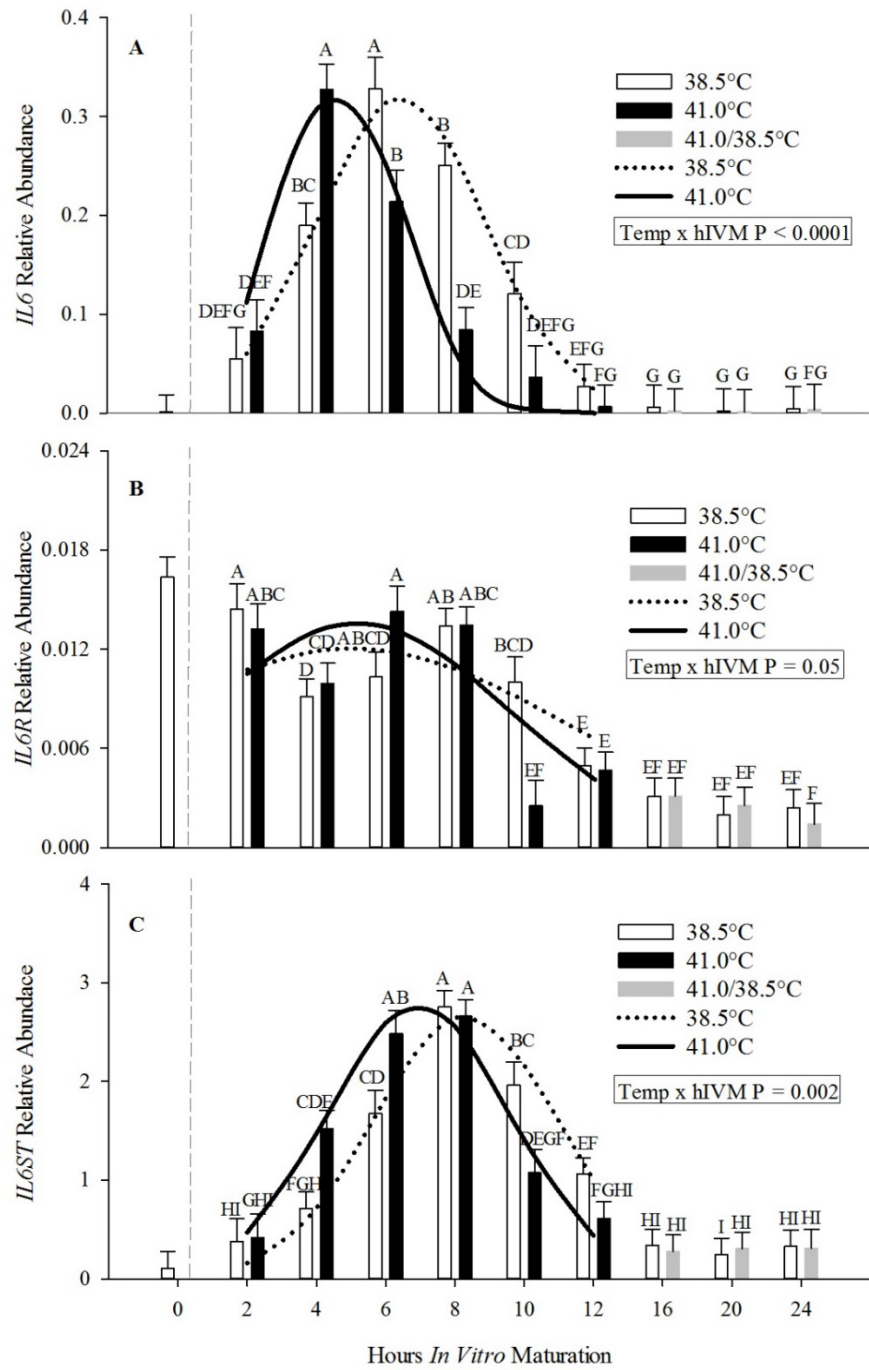 A
IL6 Relative Abundance
0.4
0.3
0.2
0.1
0.0
38.5°C
41.0°C
41.0/38.5°C
38.5°C
41.0°C
Temp x hIVM P < 0.0001
DEFG DEF BC A A B B DE CD DEFG EFG FG G G G G G FG
B
IL6R Relative Abundance
0.024
0.018
0.012
0.006
0.000
38.5°C
41.0°C
41.0/38.5°C
38.5°C
41.0°C
Temp x hIVM P = 0.05
A ABC D CD ABCD A AB ABC BCD EF E E EF EF EF EF EF F
C
IL6ST Relative Abundace
4
3
2
1
0
38.5°C
41.0°C
41.0/38.5°C
38.5°C
41.0°C
Temp x hIVM P = 0.002
HI GHI FGH CDE CD AB A A BC DEGF EF FGHI HI HI I HI HI HI
0 2 4 6 8 10 12 16 20 24
Hours In Vitro Maturation